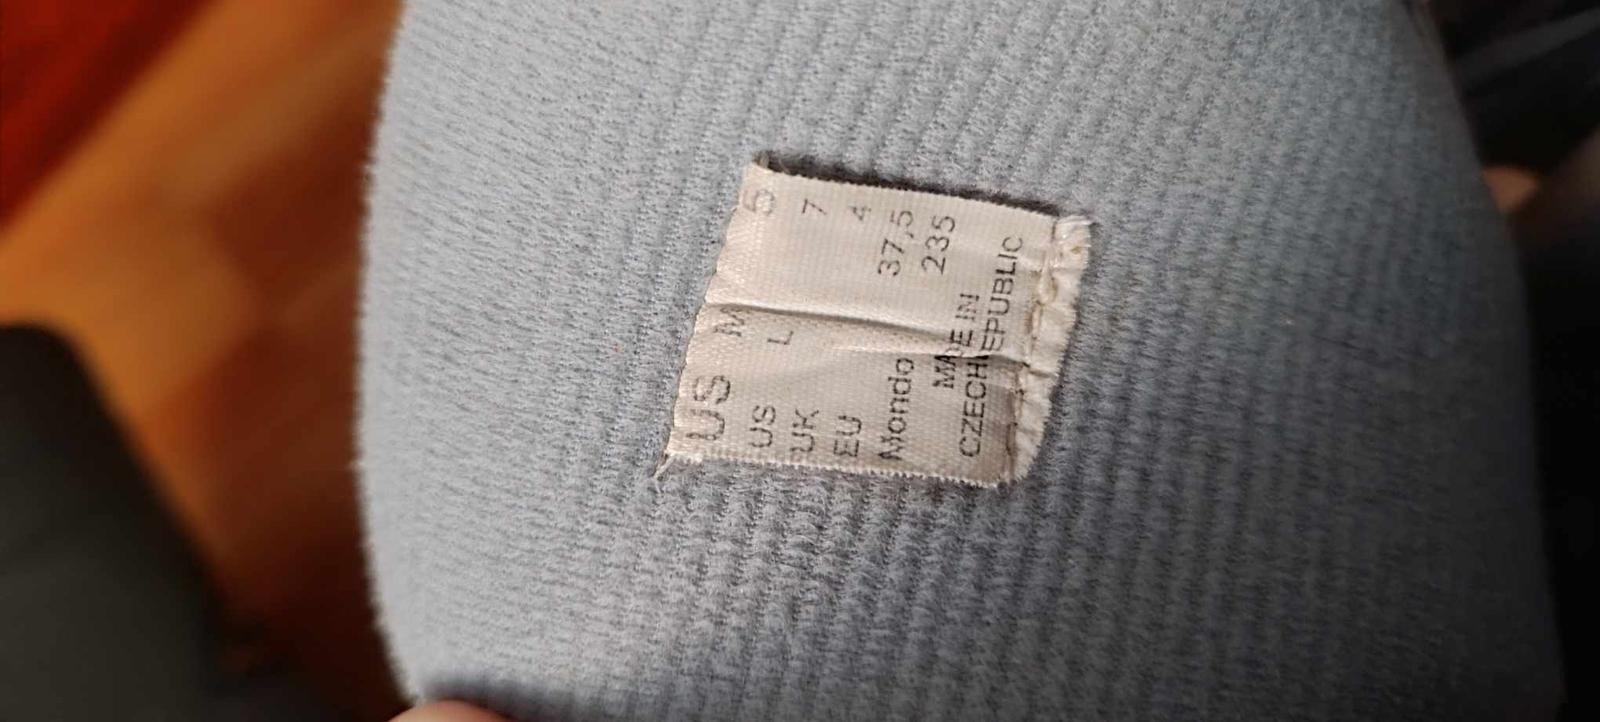 US M 5
US L 7
UK 4
EU 37,5
Mondo 235
MADE IN
CZECH REPUBLIC